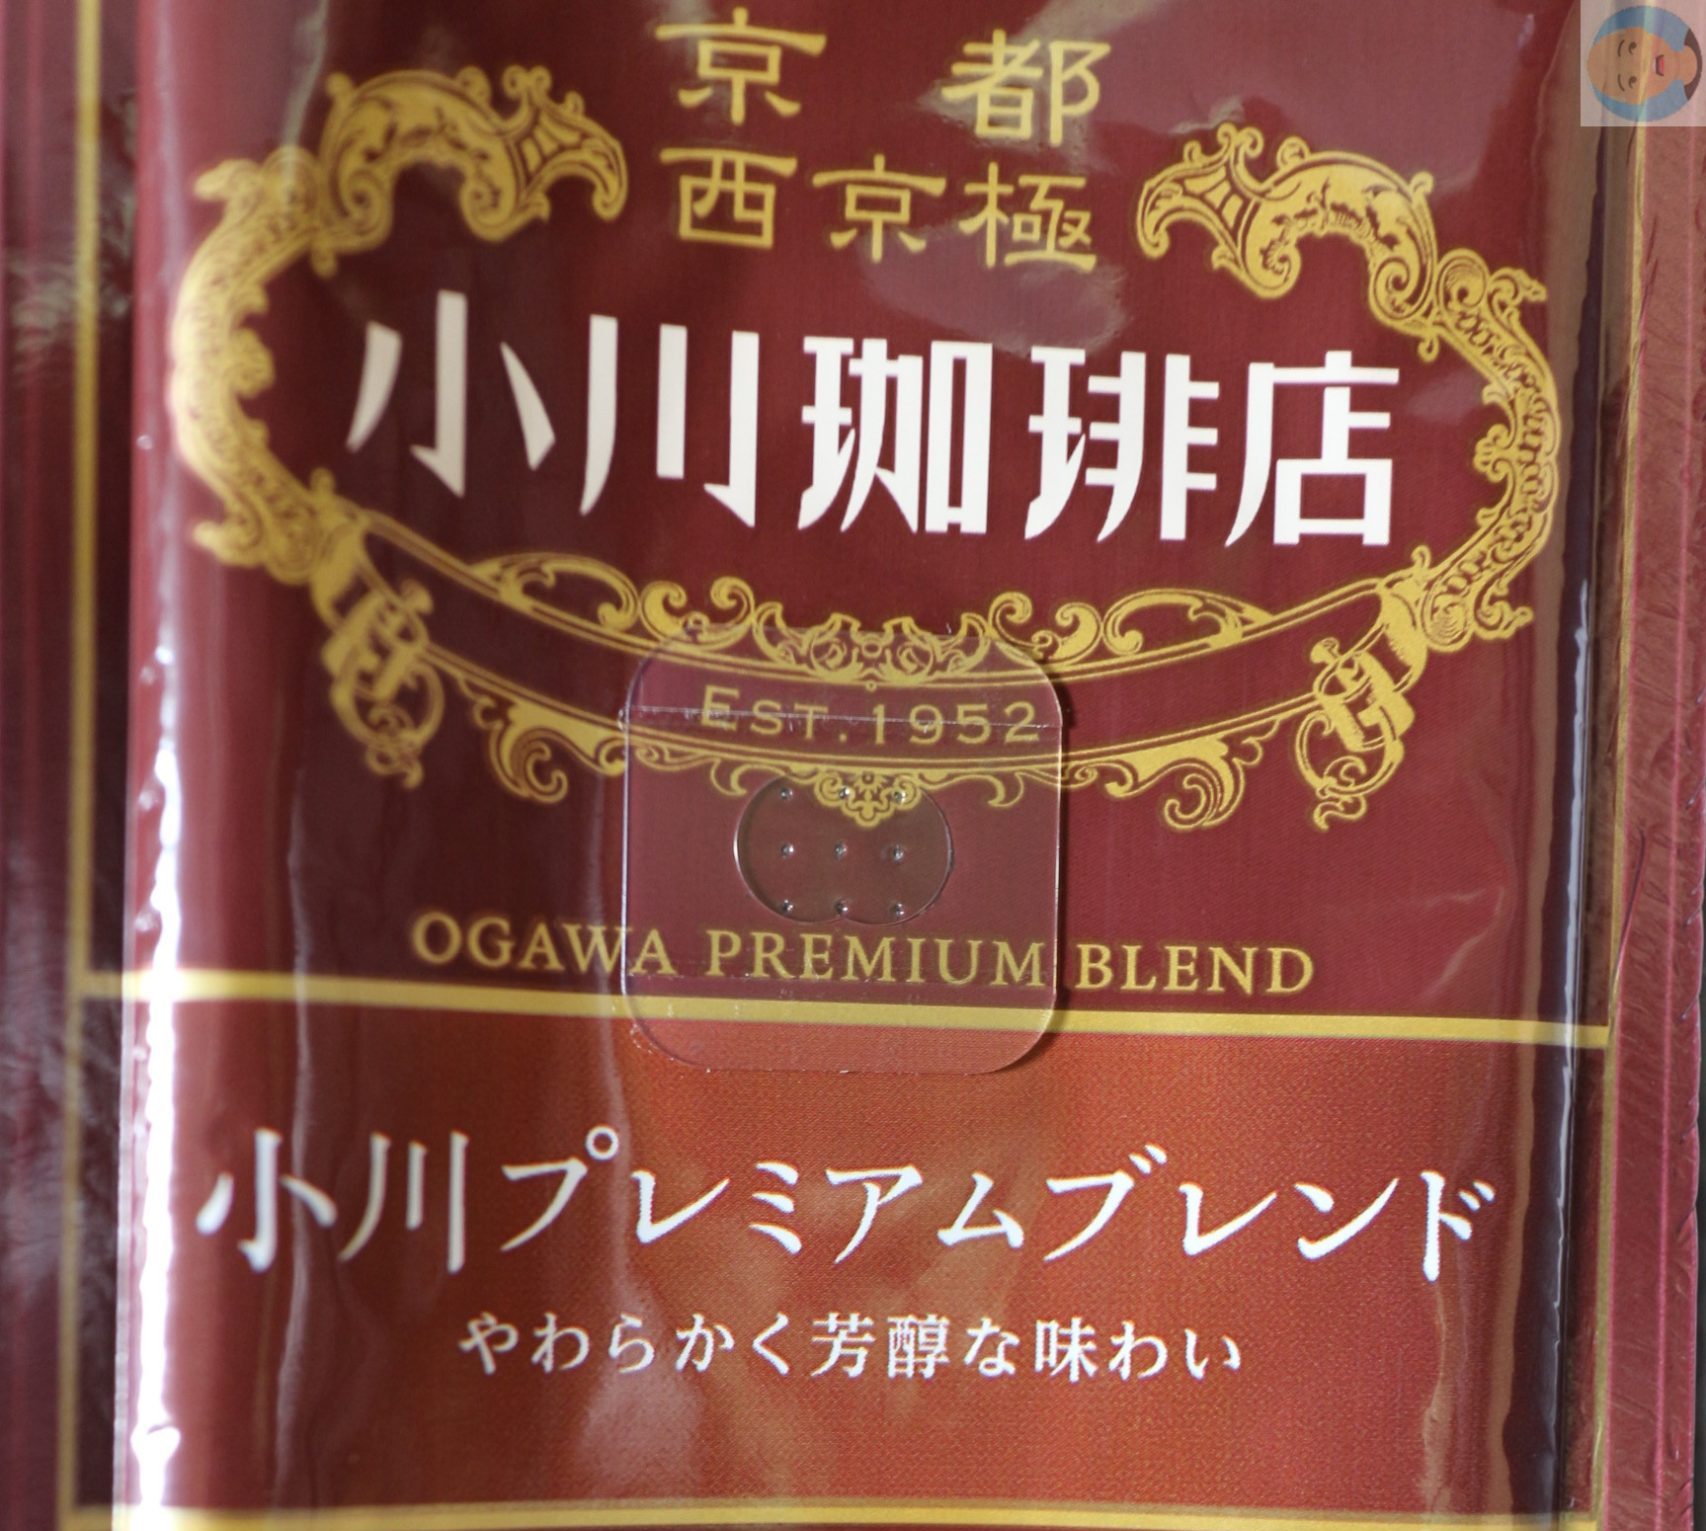 京都
西京極
小川珈琲店
EST.1952
OGAWA PREMIUM BLEND
小川プレミアムブレンド
やわらかく芳醇な味わい